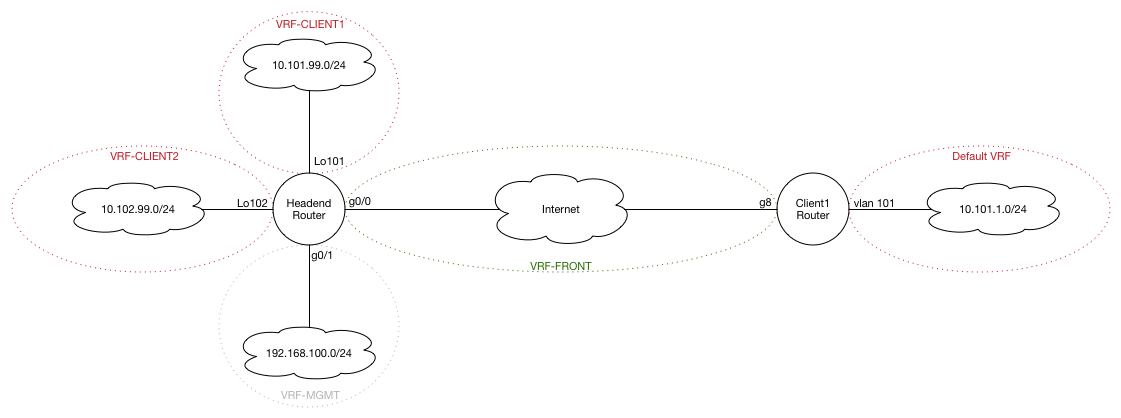 VRF-CLIENT1
10.101.99.0/24
Lo101
VRF-CLIENT2
10.102.99.0/24
Lo102
Headend
Router
g0/0
g0/1
Internet
VRF-FRONT
g8
Client1
Router
vlan 101
Default VRF
10.101.1.0/24
192.168.100.0/24
VRF-MGMT